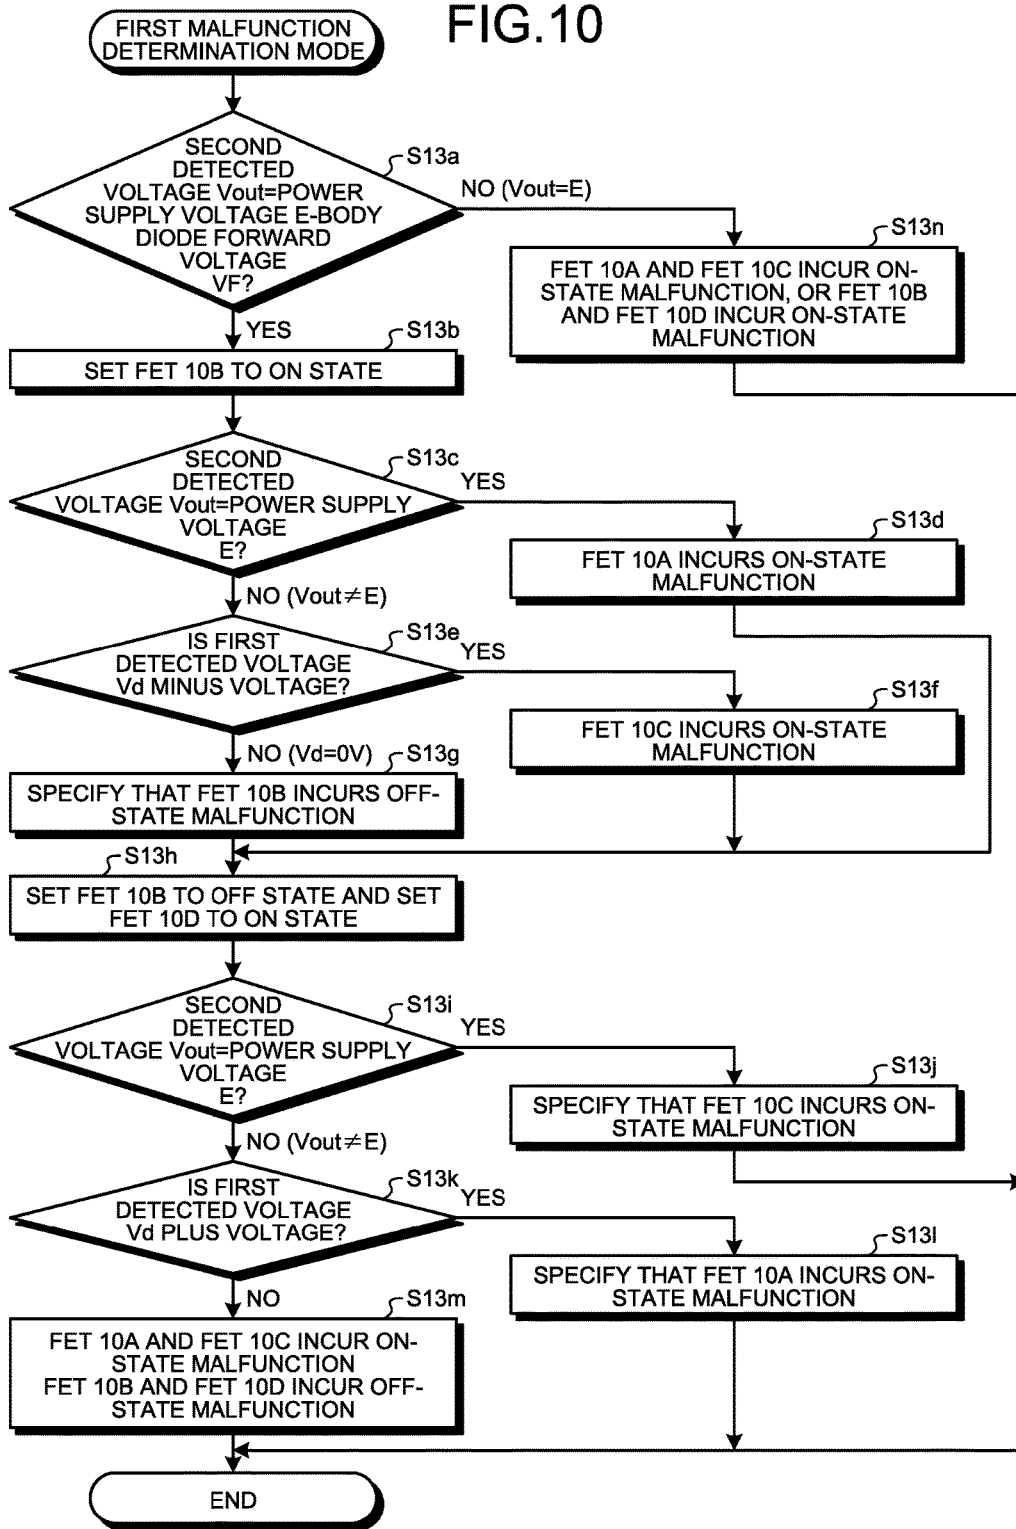 FIG.10
FIRST MALFUNCTION
DETERMINATION MODE
SECOND
DETECTED
VOLTAGE Vout=POWER
SUPPLY VOLTAGE E-BODY
DIODE FORWARD
VOLTAGE
VF?
S13a
NO (Vout=E)
S13n
FET 10A AND FET 10C INCUR ON-
STATE MALFUNCTION, OR FET 10B
AND FET 10D INCUR ON-STATE
MALFUNCTION
YES
S13b
SET FET 10B TO ON STATE
SECOND
DETECTED
VOLTAGE Vout=POWER SUPPLY
VOLTAGE
E?
S13c
YES
S13d
FET 10A INCURS ON-STATE
MALFUNCTION
NO (Vout≠E)
IS FIRST
DETECTED VOLTAGE
Vd MINUS VOLTAGE?
S13e
YES
S13f
FET 10C INCURS ON-STATE
MALFUNCTION
NO (Vd=0V)
S13g
SPECIFY THAT FET 10B INCURS OFF-
STATE MALFUNCTION
S13h
SET FET 10B TO OFF STATE AND SET
FET 10D TO ON STATE
SECOND
DETECTED
VOLTAGE Vout=POWER SUPPLY
VOLTAGE
E?
S13i
YES
S13j
SPECIFY THAT FET 10C INCURS ON-
STATE MALFUNCTION
NO (Vout≠E)
IS FIRST
DETECTED VOLTAGE
Vd PLUS VOLTAGE?
S13k
YES
S13l
SPECIFY THAT FET 10A INCURS ON-
STATE MALFUNCTION
NO
S13m
FET 10A AND FET 10C INCUR ON-
STATE MALFUNCTION
FET 10B AND FET 10D INCUR OFF-
STATE MALFUNCTION
END